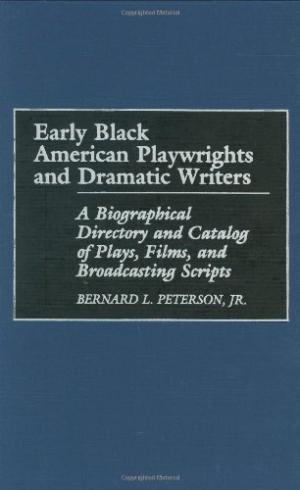 Early Black
American Playwrights
and Dramatic Writers
A Biographical
Directory and Catalog
of Plays, Films, and
Broadcasting Scripts
BERNARD L. PETERSON, JR.